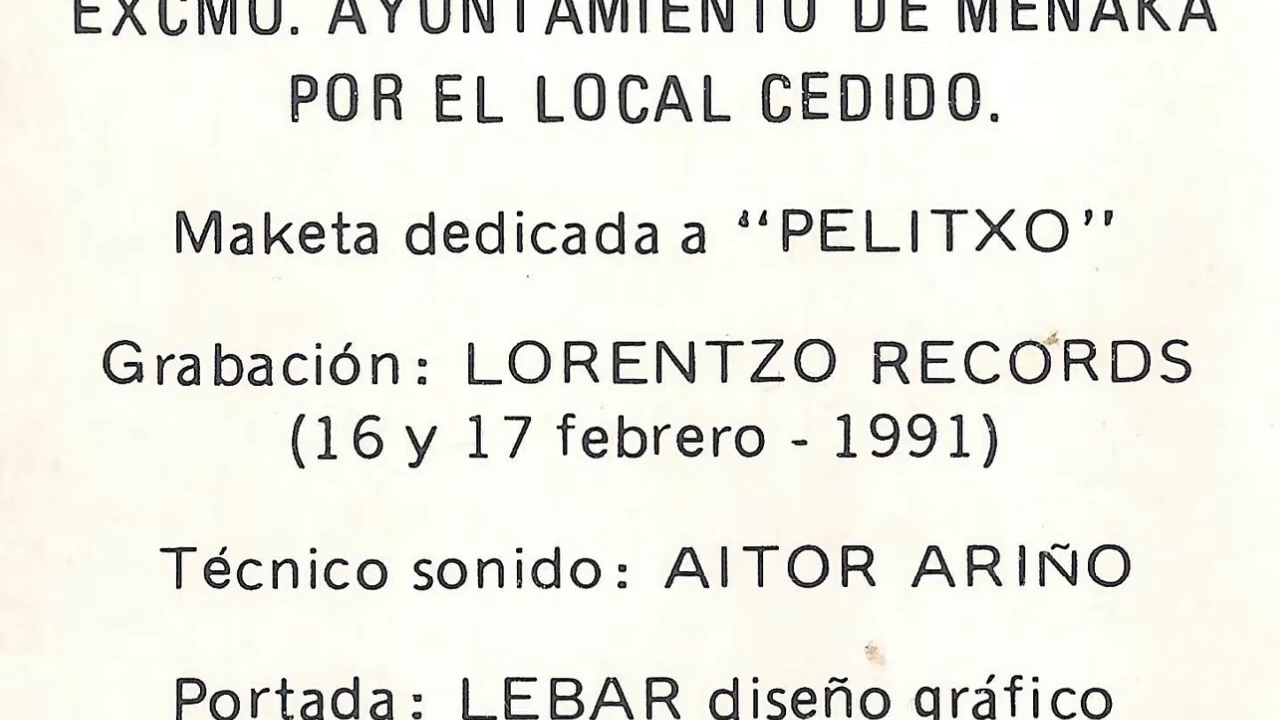 EXCMO. AYUNTAMIENTO DE MEÑAKA
POR EL LOCAL CEDIDO.
Maketa dedicada a “PELITXO”
Grabación: LORENTZO RECORDS
(16 y 17 febrero - 1991)
Técnico sonido: AITOR ARIÑO
Portada: LEBAR diseño gráfico